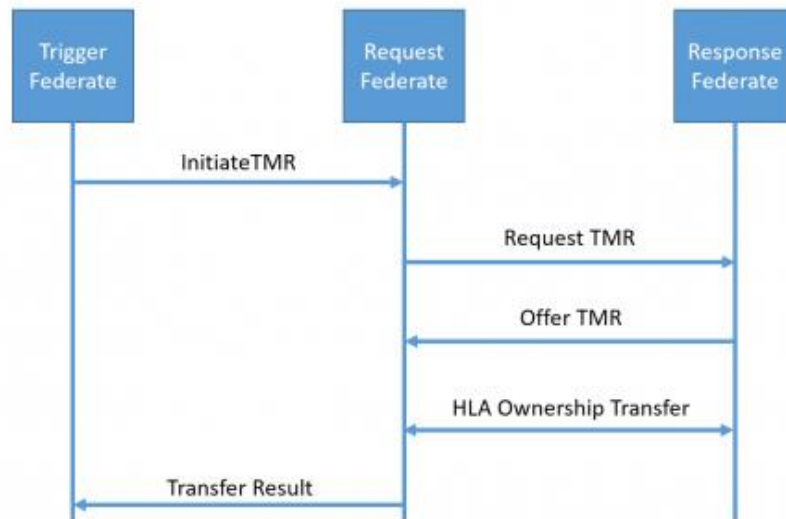 Trigger
Federate
Request
Federate
Response
Federate
InitiateTMR
Request TMR
Offer TMR
HLA Ownership Transfer
Transfer Result